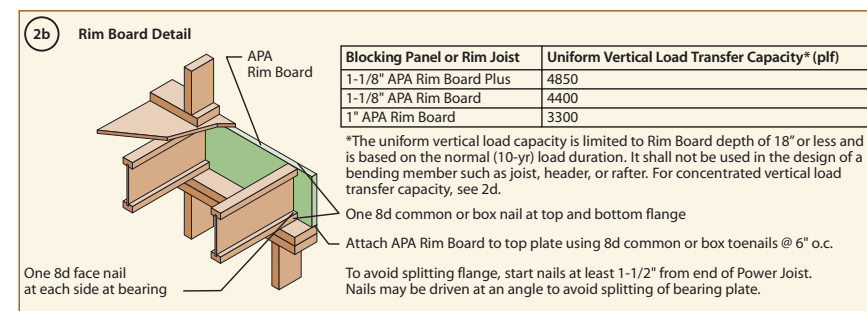 2b Rim Board Detail
APA
Rim Board
Blocking Panel or Rim Joist Uniform Vertical Load Transfer Capacity* (plf)
1-1/8" APA Rim Board Plus 4850
1-1/8" APA Rim Board 4400
1" APA Rim Board 3300
*The uniform vertical load capacity is limited to Rim Board depth of 18" or less and
is based on the normal (10-yr) load duration. It shall not be used in the design of a
bending member such as joist, header, or rafter. For concentrated vertical load
transfer capacity, see 2d.
One 8d common or box nail at top and bottom flange
Attach APA Rim Board to top plate using 8d common or box toenails @ 6" o.c.
To avoid splitting flange, start nails at least 1-1/2" from end of Power Joist.
Nails may be driven at an angle to avoid splitting of bearing plate.
One 8d face nail
at each side at bearing